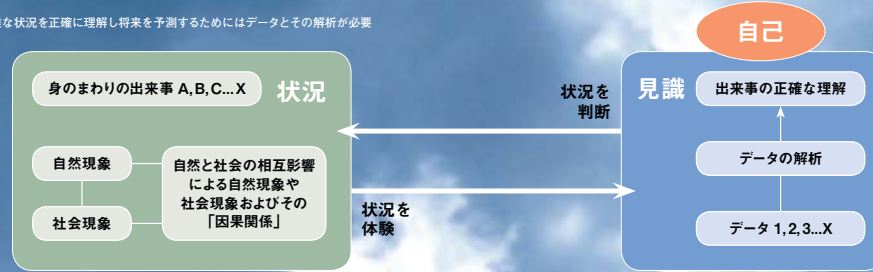 な状況を正確に理解し将来を予測するためにはデータとその解析が必要
自己
状況
身のまわりの出来事 A,B,C...X
自然現象
社会現象
自然と社会の相互影響
による自然現象や
社会現象およびその
「因果関係」
状況を
判断
状況を
体験
見識
出来事の正確な理解
データの解析
データ 1,2,3...X